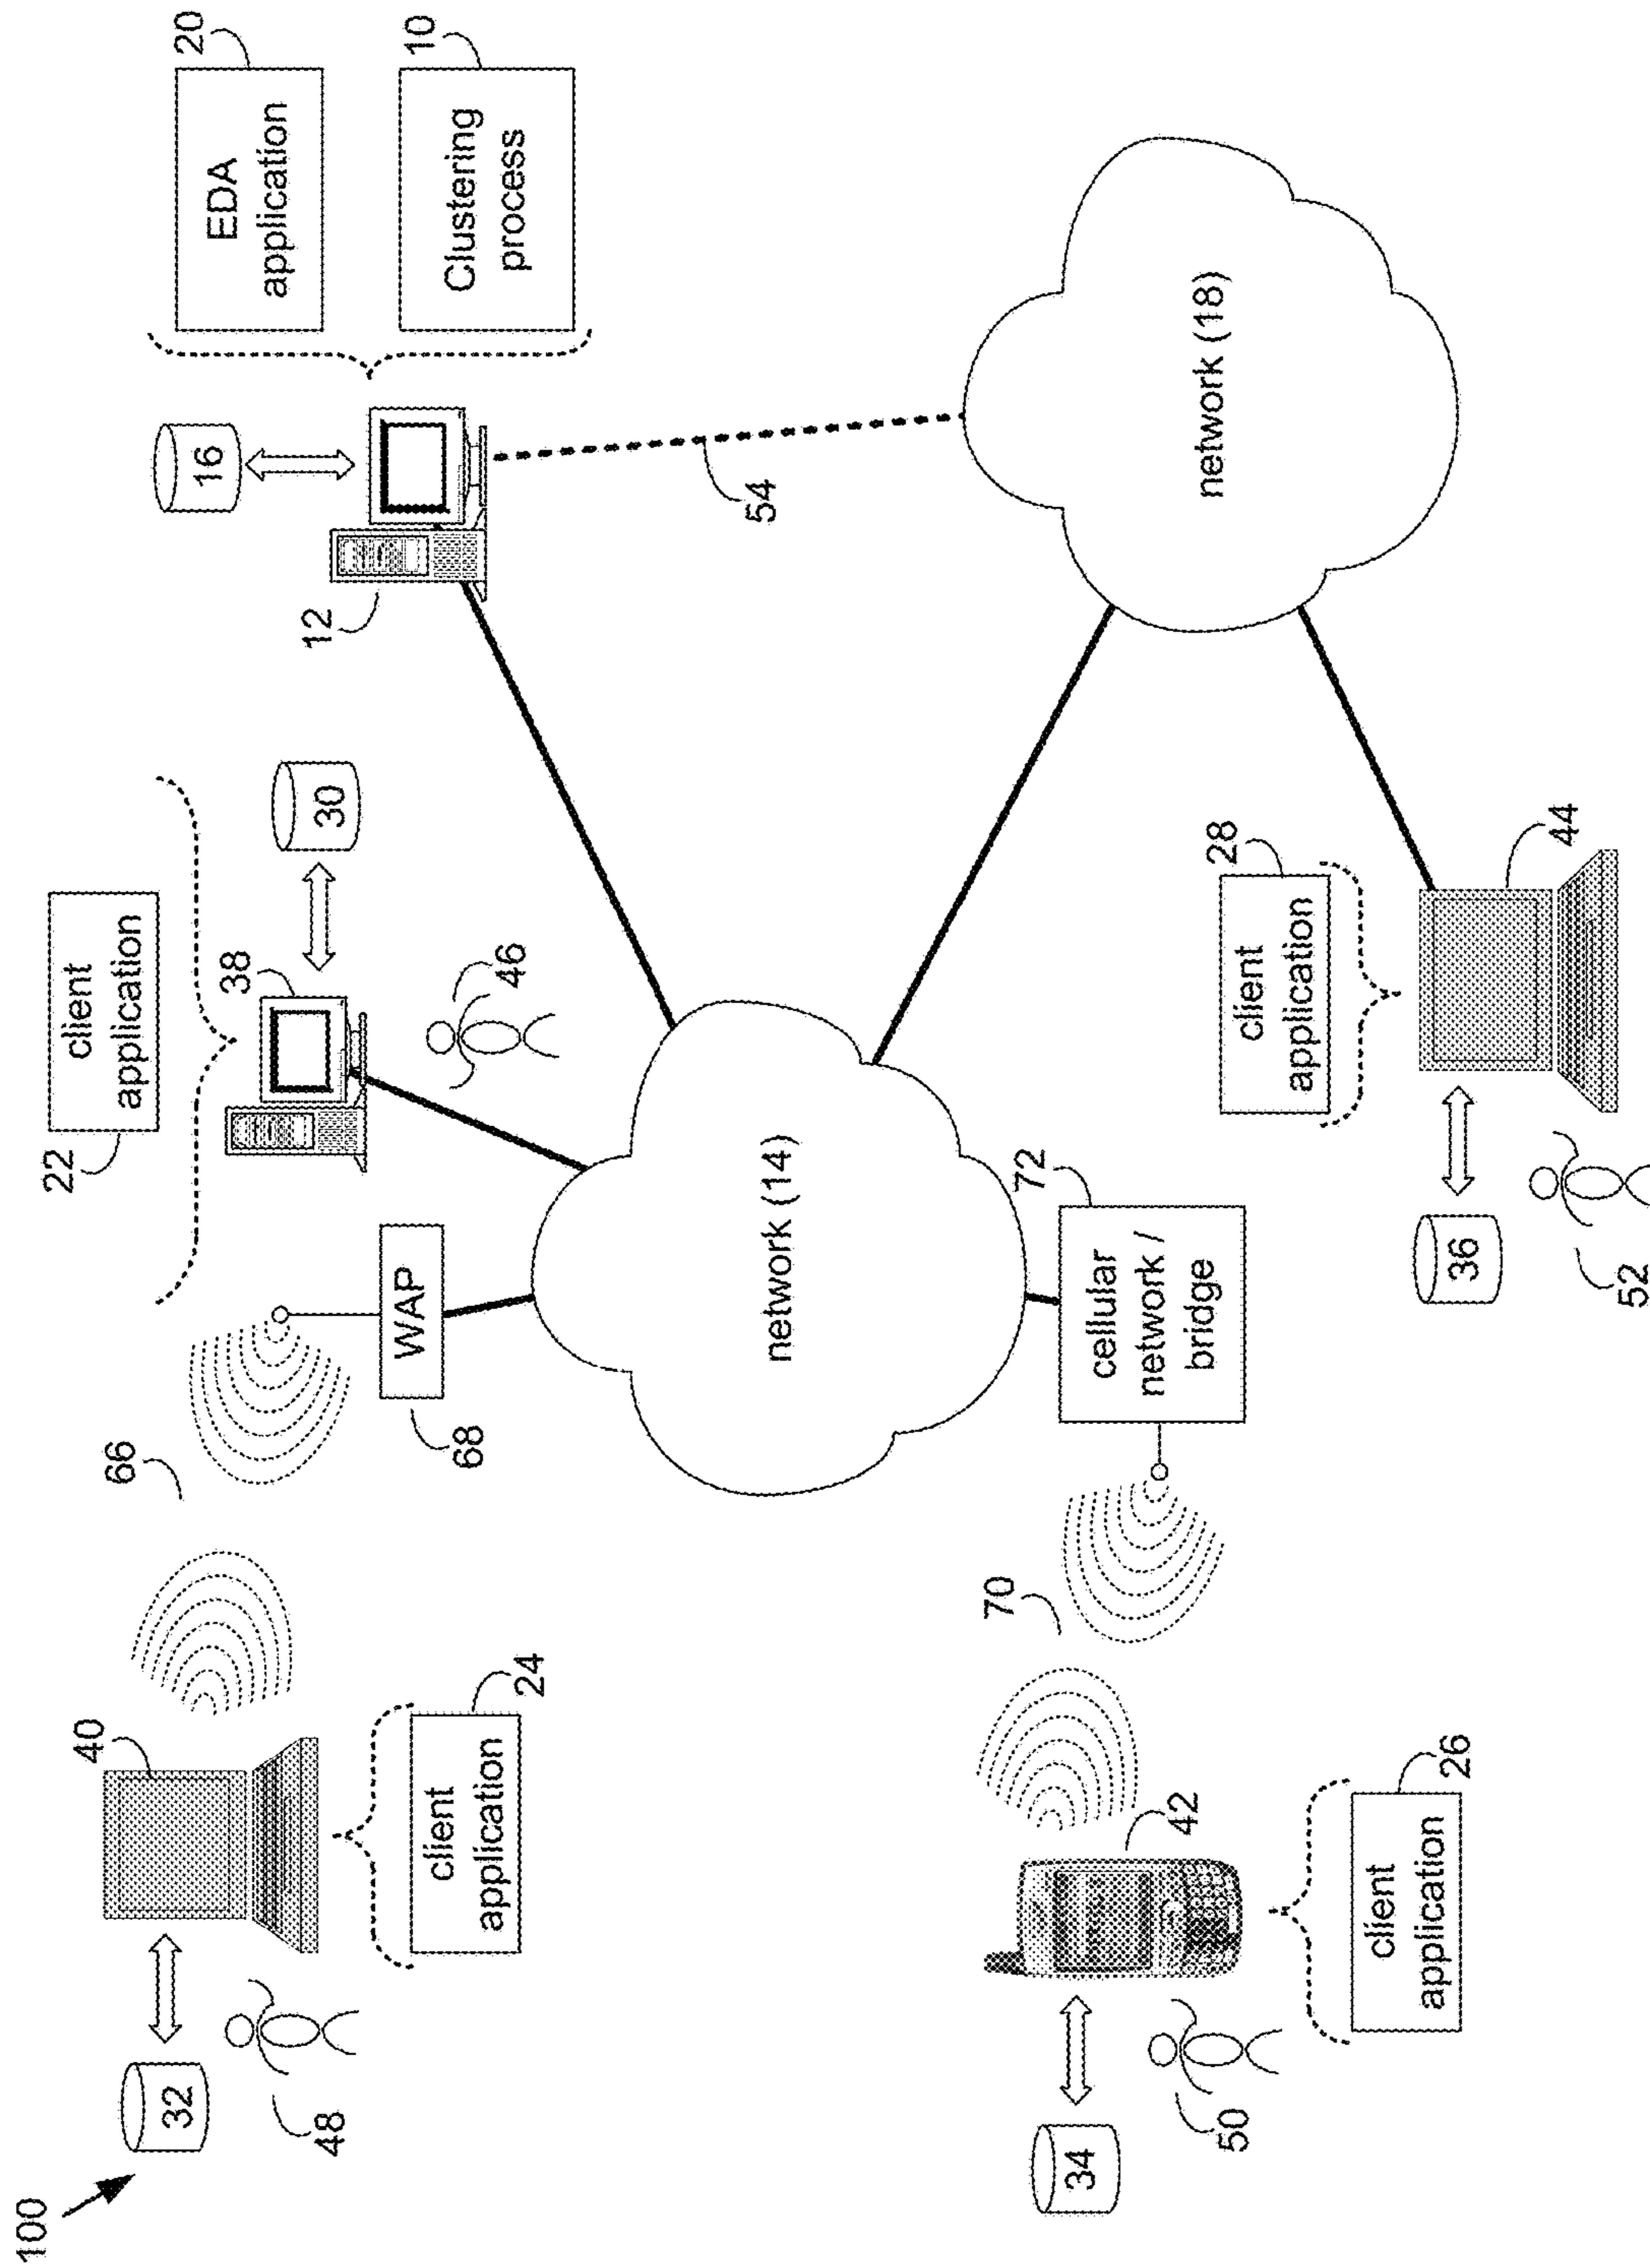 100
32
48
40
client
application
24
66
WAP
68
client
application
22
38
30
46
16
12
EDA
application
20
Clustering
process
10
54
network (14)
network (18)
34
50
42
client
application
26
70
cellular
network /
bridge
72
client
application
28
36
52
44